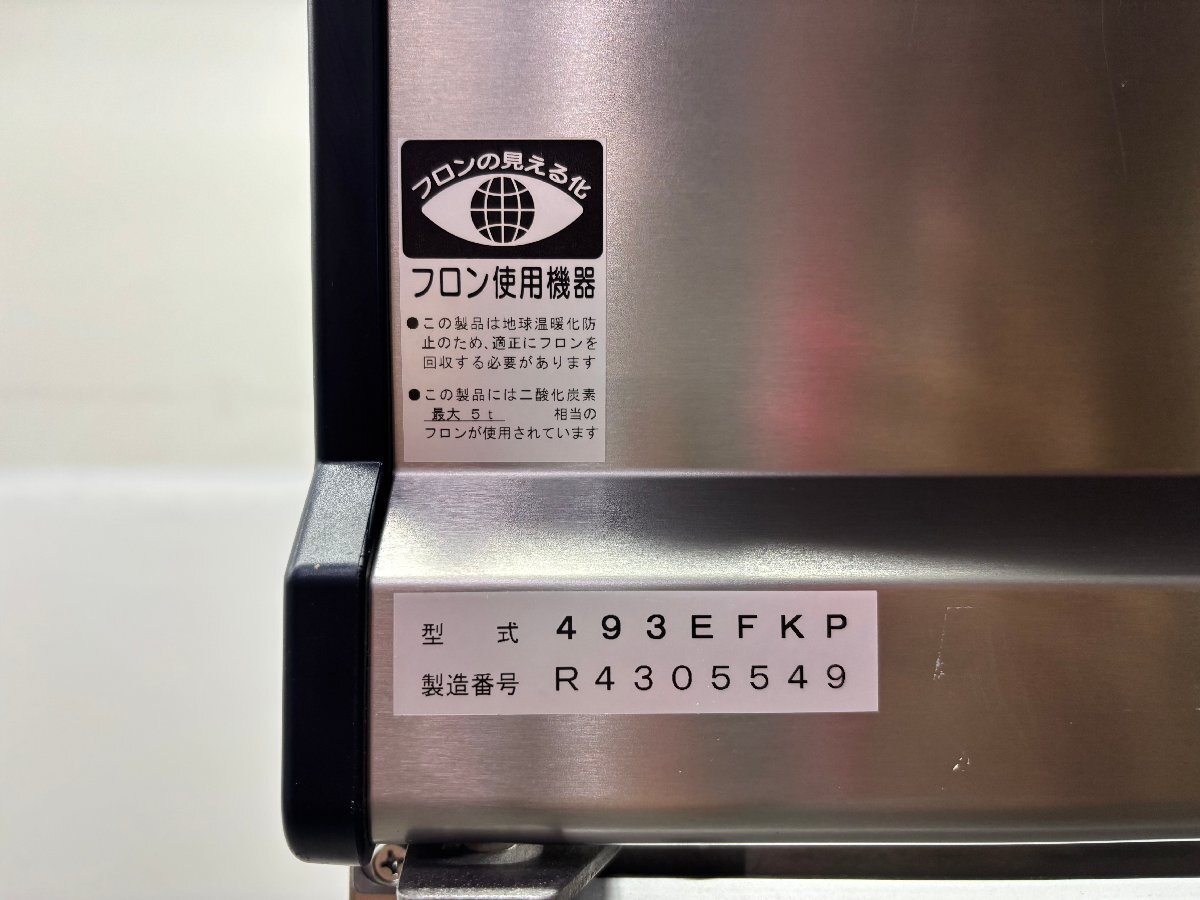 フロンの見える化
フロン使用機器
●この製品は地球温暖化防
止のため、適正にフロンを
回収する必要があります
●この製品には二酸化炭素
最大 5t 相当の
フロンが使用されています
型式 493EFKP
製造番号 R4305549